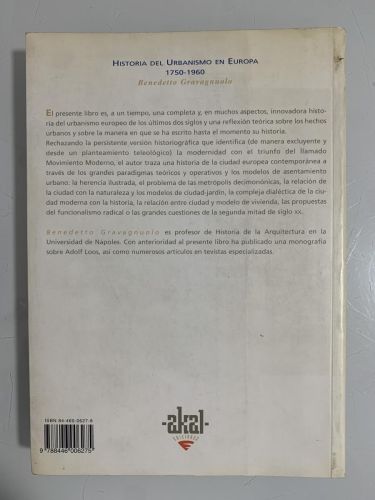 HISTORIA DEL URBANISMO EN EUROPA
1750-1960
Benedetto Gravagnuolo
El presente libro es, a un tiempo, una completa y, en muchos aspectos, innovadora histo-
ria del urbanismo europeo de los últimos dos siglos y una reflexión teórica sobre los hechos
urbanos y sobre la manera en que se ha escrito hasta el momento su historia.
Rechazando la persistente versión historiográfica que identifica (de manera excluyente y
desde un planteamiento teleológico) la modernidad con el triunfo del llamado
Movimiento Moderno, el autor traza una historia de la ciudad europea contemporánea a
través de los grandes paradigmas teóricos y operativos y los modelos de asentamiento
urbano: la herencia ilustrada, el problema de las metrópolis decimonónicas, la relación
de la ciudad con la naturaleza y los modelos de ciudad-jardín, la compleja dialéctica de la ciu-
dad moderna con la historia, la relación entre ciudad y modelo de vivienda, las propuestas
del funcionalismo radical o las grandes cuestiones de la segunda mitad de siglo XX.
Benedetto Gravagnuolo es profesor de Historia de la Arquitectura en la
Universidad de Nápoles. Con anterioridad al presente libro ha publicado una monografía
sobre Adolf Loos, así como numerosos artículos en revistas especializadas.
ISBN 84-460-0627-8
9 788446 006275
-akal-
EDICIONES